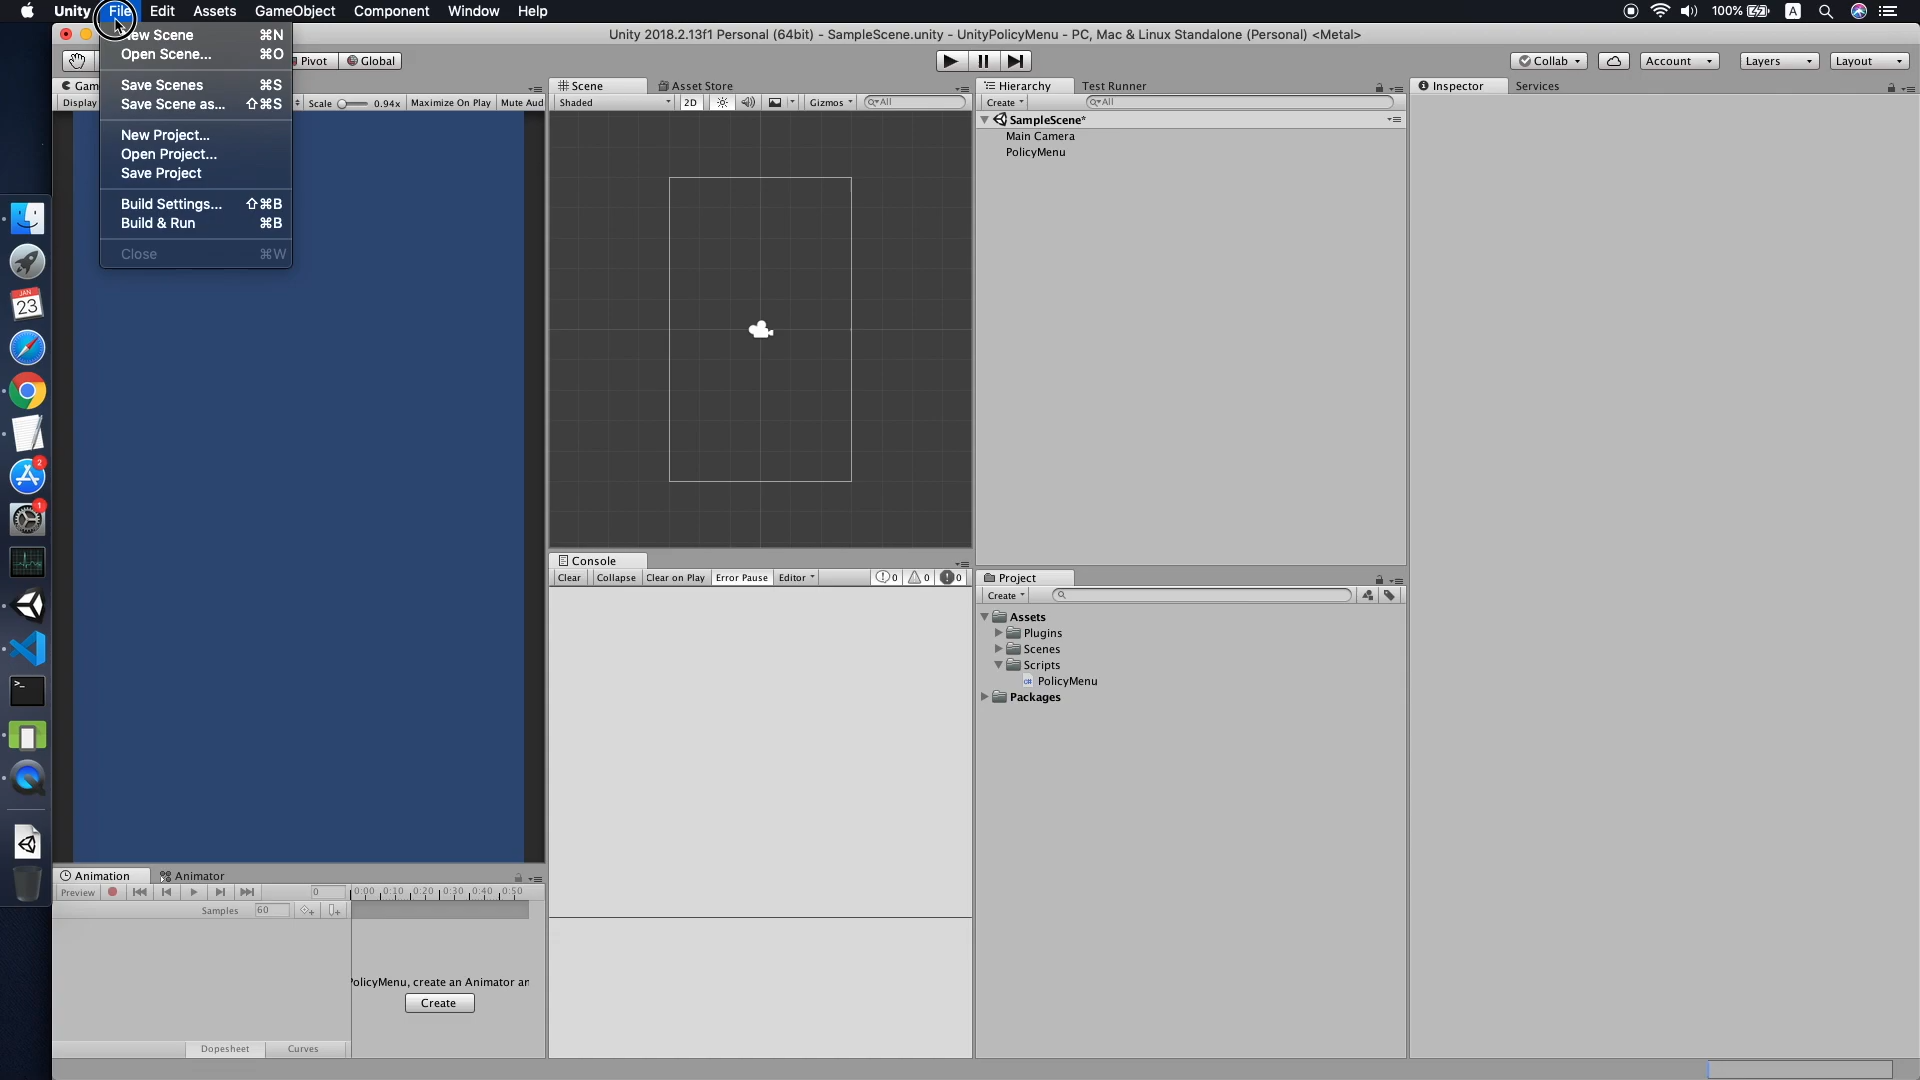 Unity File Edit Assets GameObject Component Window Help 100% A
Unity 2018.2.13f1 Personal (64bit) - SampleScene.unity - UnityPolicyMenu - PC, Mac & Linux Standalone (Personal) <Metal>
New Scene ⌘N
Open Scene... ⌘O
Save Scenes ⌘S
Save Scene as... ⇧⌘S
New Project...
Open Project...
Save Project
Build Settings... ⇧⌘B
Build & Run ⌘B
Close ⌘W
Pivot Global
Collab Account Layers Layout
Display Scale 0.94x Maximize On Play Mute Aud
Scene Asset Store
Shaded 2D Gizmos All
Hierarchy Test Runner
Create All
SampleScene*
Main Camera
PolicyMenu
Inspector Services
JAN
23
2
1
Console
Clear Collapse Clear on Play Error Pause Editor 0 0 0
Project
Create
Assets
Plugins
Scenes
Scripts
C#
PolicyMenu
Packages
Animation Animator
Preview 0 0:00 0:10 0:20 0:30 0:40 0:50
Samples 60
PolicyMenu, create an Animator an
Create
Dopesheet Curves